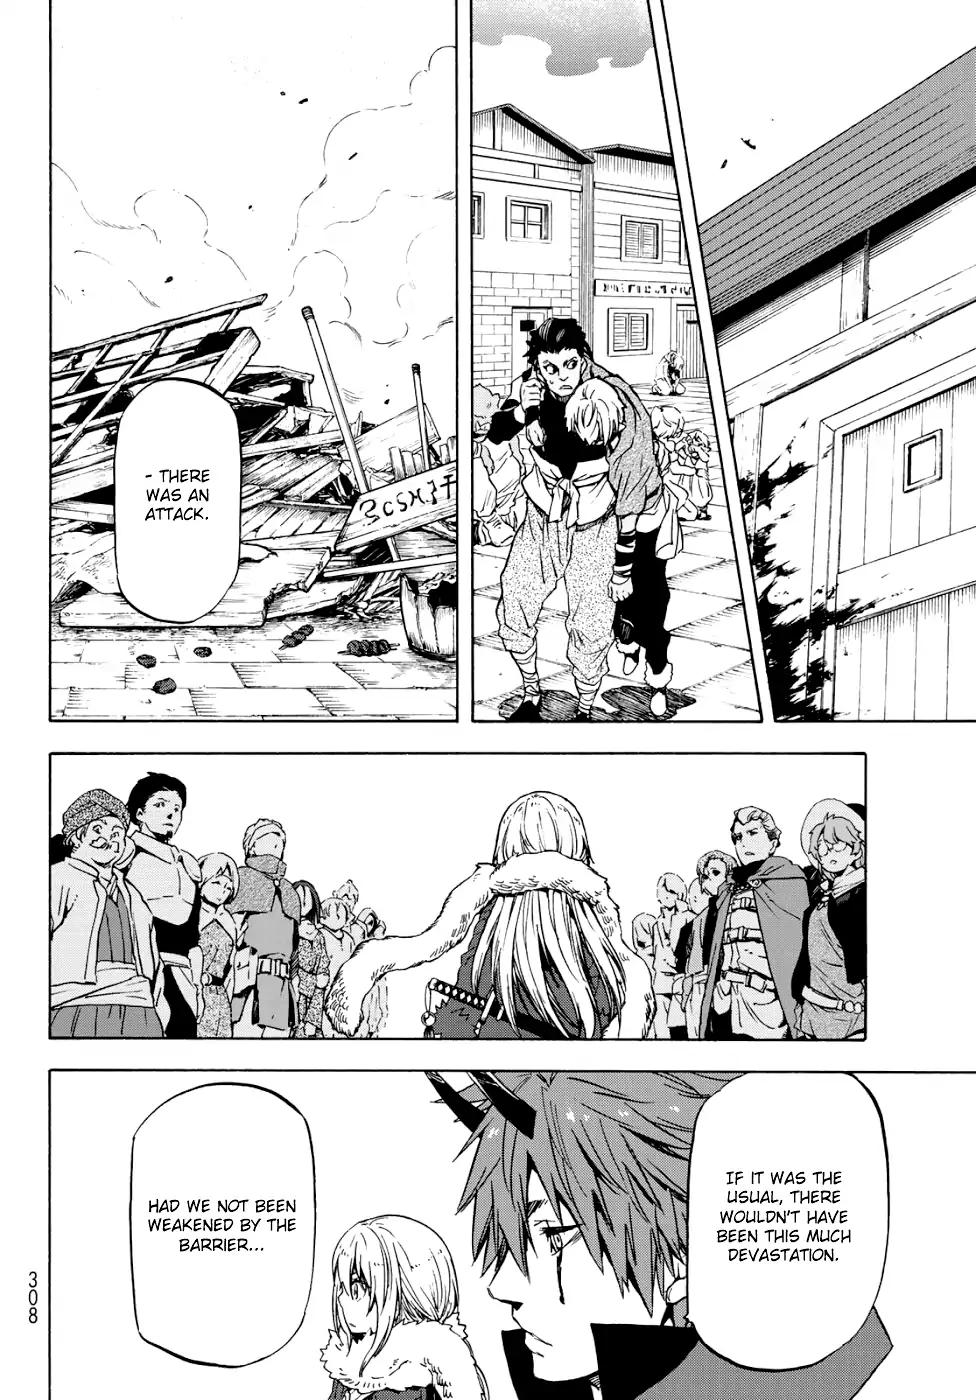 - THERE
WAS AN
ATTACK.
IF IT WAS THE
USUAL, THERE
WOULDN'T HAVE
BEEN THIS MUCH
DEVASTATION.
HAD WE NOT BEEN
WEAKENED BY THE
BARRIER...
308